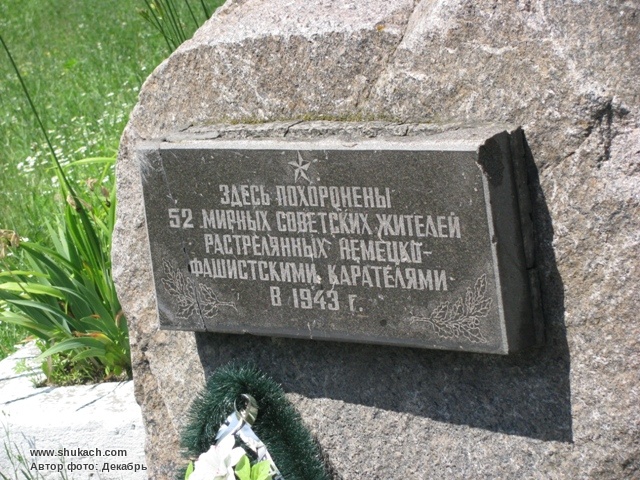 ЗДЕСЬ ПОХОРОНЕНЫ
52 МИРНЫХ СОВЕТСКИХ ЖИТЕЛЕЙ
РАСТРЕЛЯННЫХ НЕМЕЦКО-
ФАШИСТСКИМИ КАРАТЕЛЯМИ
В 1943 г.
www.shukach.com
Автор фото: Декабрь